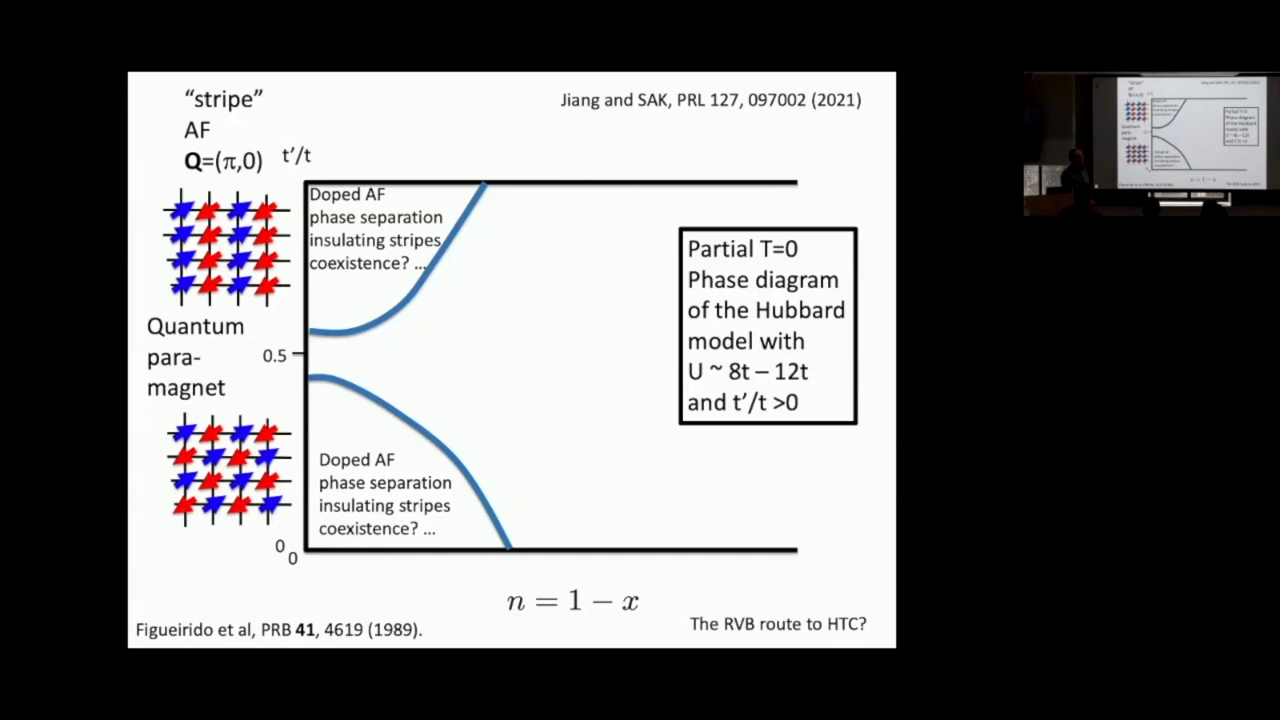 “stripe”
AF
Q=(π,0)
t’/t
Jiang and SAK, PRL 127, 097002 (2021)
Doped AF
phase separation
insulating stripes
coexistence? ...
Quantum
para-
magnet
0.5
Partial T=0
Phase diagram
of the Hubbard
model with
U ~ 8t – 12t
and t’/t >0
Doped AF
phase separation
insulating stripes
coexistence? ...
0
0
n = 1 − x
Figueirido et al, PRB 41, 4619 (1989).
The RVB route to HTC?